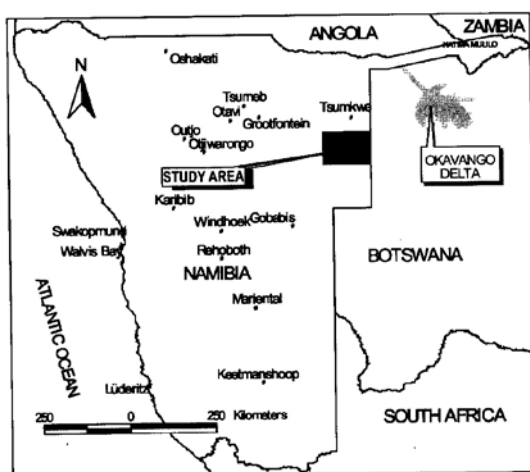 ANGOLA
ZAMBIA
Oshakati
N
Tsumeb
Otavi
Grootfontein
Tsumkwe
Outjo
Otjiwarongo
OKAVANGO
DELTA
STUDY AREA
Karibib
Windhoek
Gobabis
Swakopmund
Walvis Bay
Rehoboth
BOTSWANA
NAMIBIA
ATLANTIC OCEAN
Mariental
Keetmanshoop
Lüderitz
250
0
250
Kilometers
SOUTH AFRICA